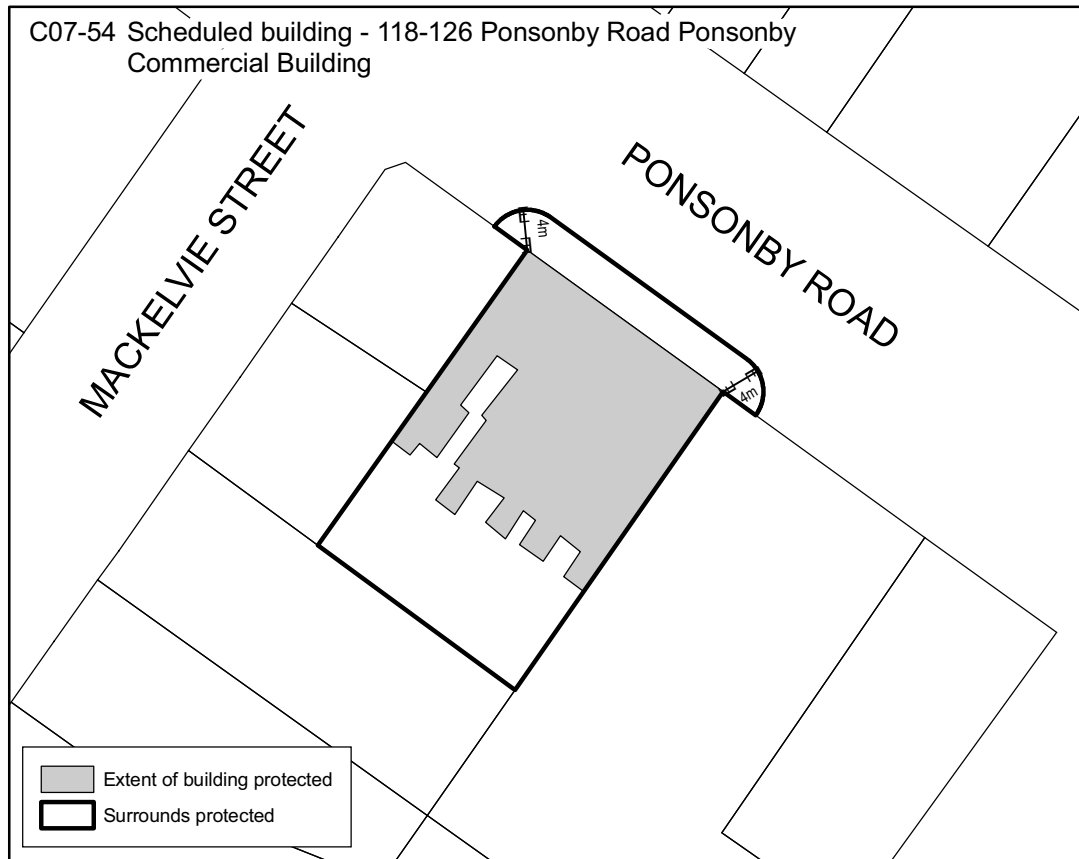 C07-54 Scheduled building - 118-126 Ponsonby Road Ponsonby
Commercial Building
MACKELVIE STREET
PONSONBY ROAD
4m
4m
Extent of building protected
Surrounds protected